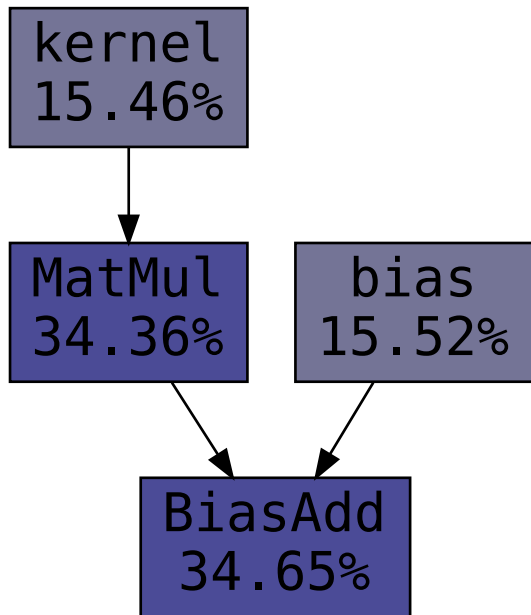 kernel
15.46%
MatMul
34.36%
bias
15.52%
BiasAdd
34.65%